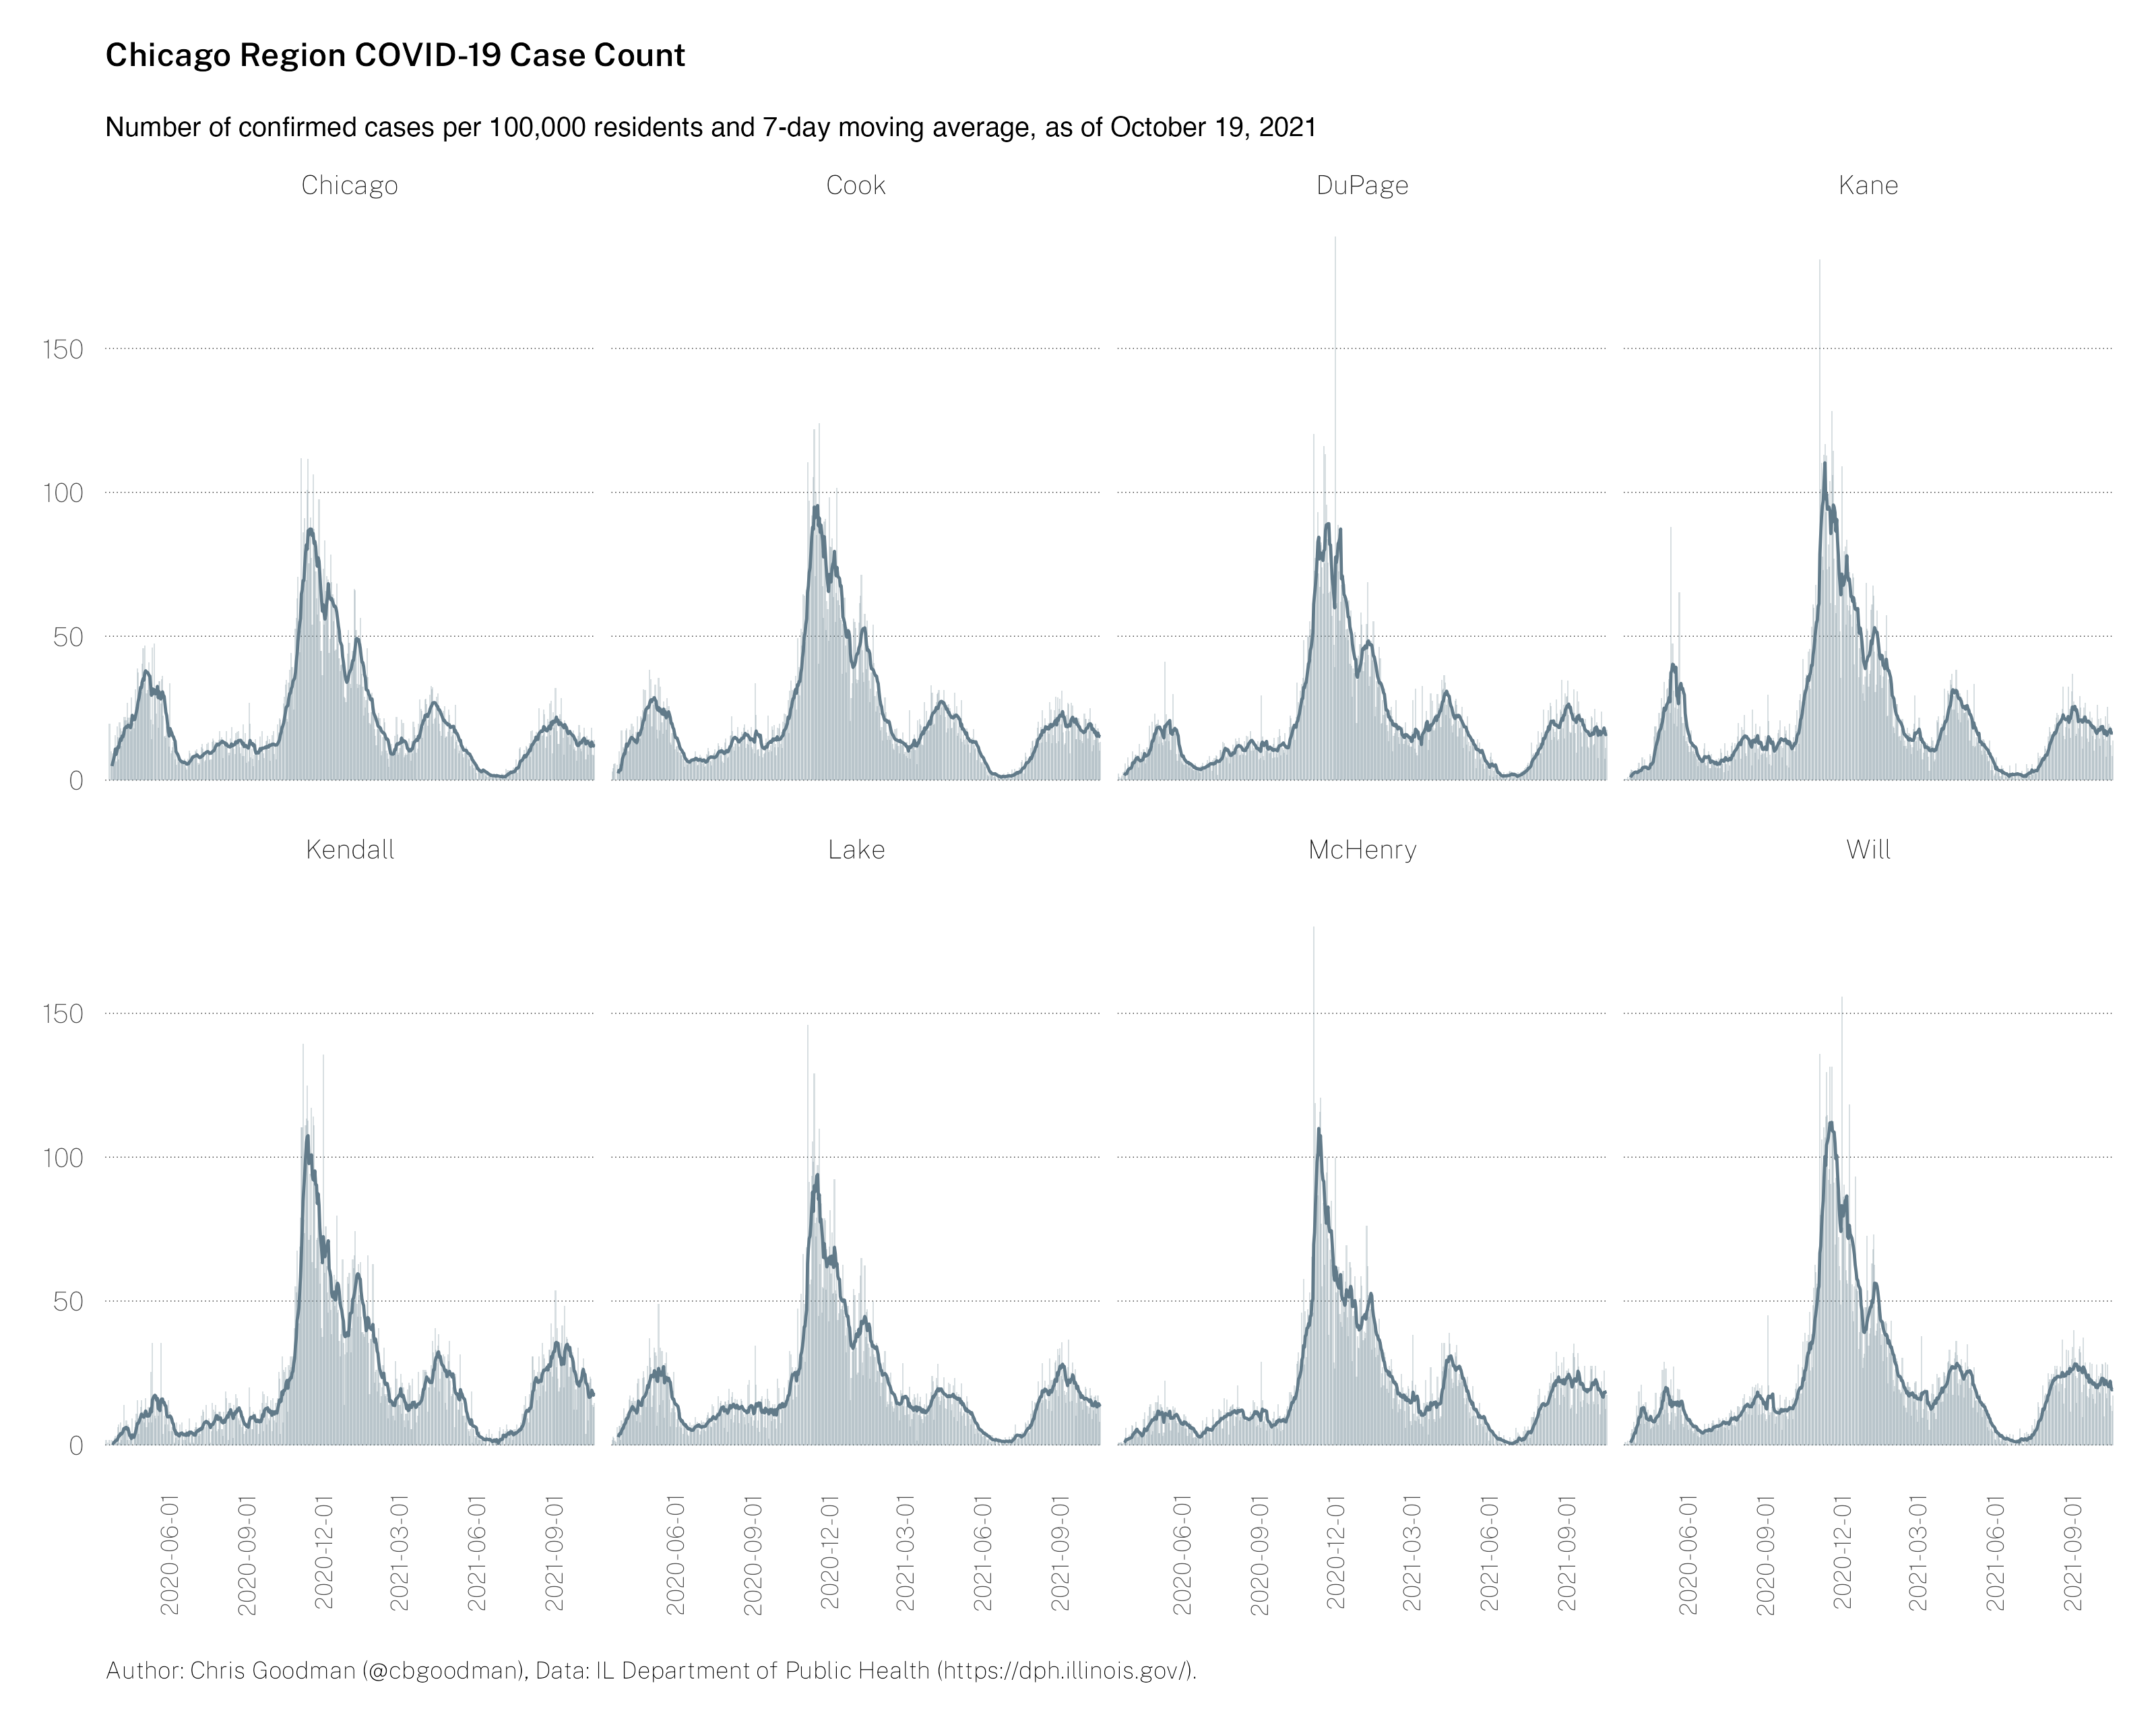 Chicago Region COVID-19 Case Count
Number of confirmed cases per 100,000 residents and 7-day moving average, as of October 19, 2021
Chicago Cook DuPage Kane
150
100
50
0
Kendall Lake McHenry Will
150
100
50
0
2020-06-01 2020-09-01 2020-12-01 2021-03-01 2021-06-01 2021-09-01 2020-06-01 2020-09-01 2020-12-01 2021-03-01 2021-06-01 2021-09-01 2020-06-01 2020-09-01 2020-12-01 2021-03-01 2021-06-01 2021-09-01 2020-06-01 2020-09-01 2020-12-01 2021-03-01 2021-06-01 2021-09-01
Author: Chris Goodman (@cbgoodman), Data: IL Department of Public Health (https://dph.illinois.gov/).